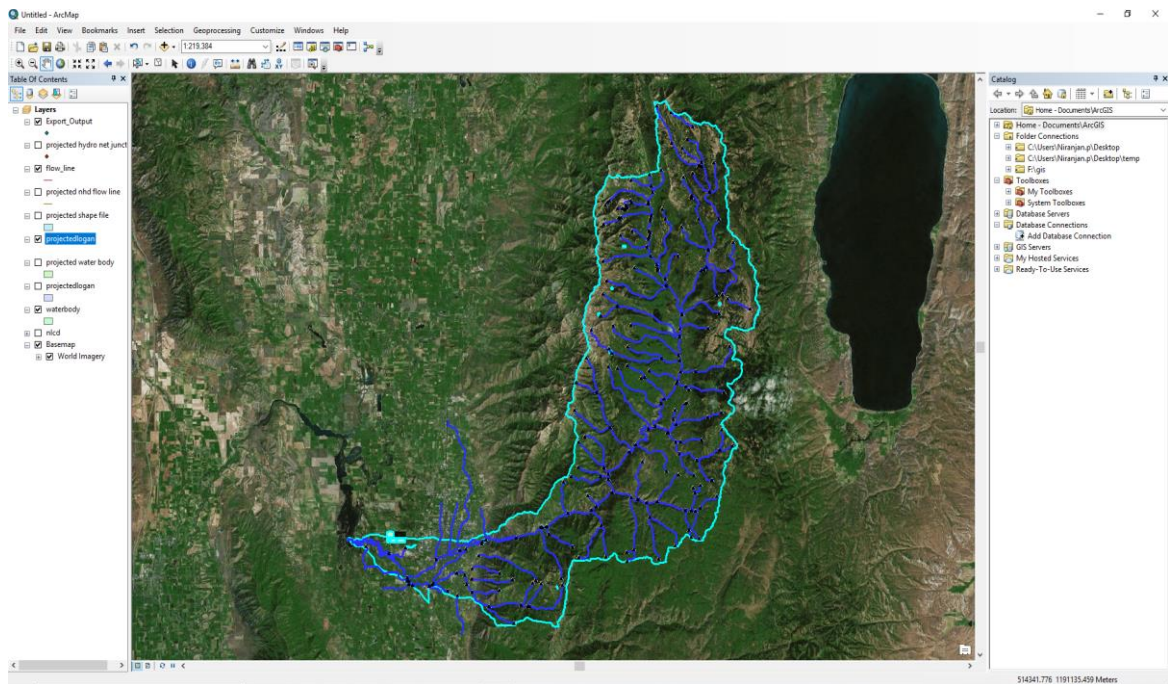 Untitled - ArcMap
File Edit View Bookmarks Insert Selection Geoprocessing Customize Windows Help
1:219,384
Table Of Contents
Layers
Export_Output
projected hydro net junct
flow_line
projected nhd flow line
projected shape file
projectedlogan
projected water body
projectedlogan
waterbody
nlcd
Basemap
World Imagery
Catalog
Location: Home - Documents\ArcGIS
Home - Documents\ArcGIS
Folder Connections
C:\Users\Niranjan.p\Desktop
C:\Users\Niranjan.p\Desktop\temp
F:\gis
Toolboxes
My Toolboxes
System Toolboxes
Database Servers
Database Connections
Add Database Connection
GIS Servers
My Hosted Services
Ready-To-Use Services
514341.776 1191135.459 Meters